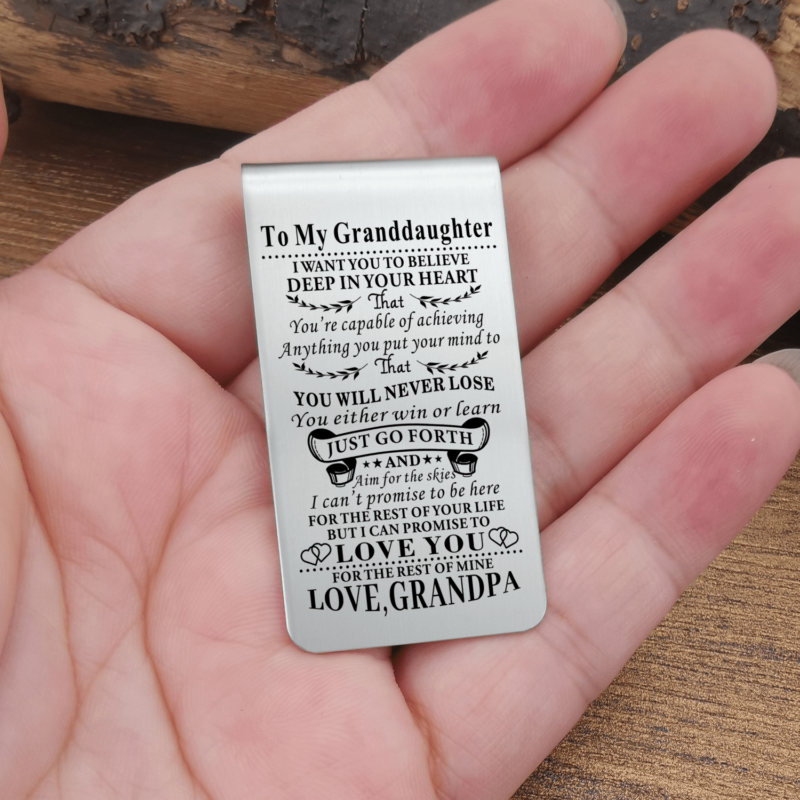 To My Granddaughter
I WANT YOU TO BELIEVE
DEEP IN YOUR HEART
That
You're capable of achieving
Anything you put your mind to
That
YOU WILL NEVER LOSE
You either win or learn
JUST GO FORTH
★★AND★★
Aim for the skies
I can't promise to be here
FOR THE REST OF YOUR LIFE
BUT I CAN PROMISE TO
LOVE YOU
FOR THE REST OF MINE
LOVE,GRANDPA